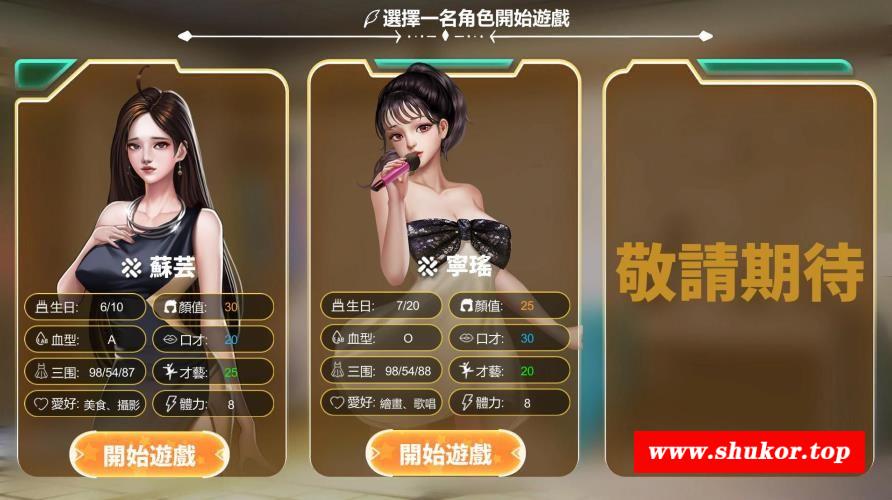 選擇一名角色開始遊戲
蘇芸
生日: 6/10
顏值: 30
血型: A
口才: 20
三围: 98/54/87
才藝: 25
愛好: 美食、攝影
體力: 8
開始遊戲
寧瑤
生日: 7/20
顏值: 25
血型: O
口才: 30
三围: 98/54/88
才藝: 20
愛好: 繪畫、歌唱
體力: 8
開始遊戲
敬請期待
www.shukor.top